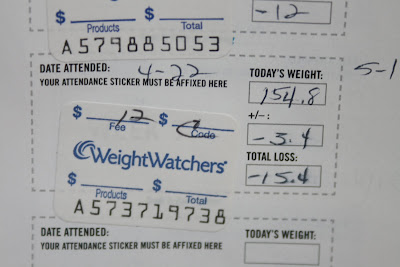 $ $
Products Total
-12
A579885053
DATE ATTENDED: 4-22
TODAY'S WEIGHT:
YOUR ATTENDANCE STICKER MUST BE AFFIXED HERE
154.8
5-1
$ 12 $ C
Fee Code
+/-:
-3.4
WeightWatchers
TOTAL LOSS:
-15.4
$ $
Products Total
A573719738
DATE ATTENDED:
TODAY'S WEIGHT:
YOUR ATTENDANCE STICKER MUST BE AFFIXED HERE